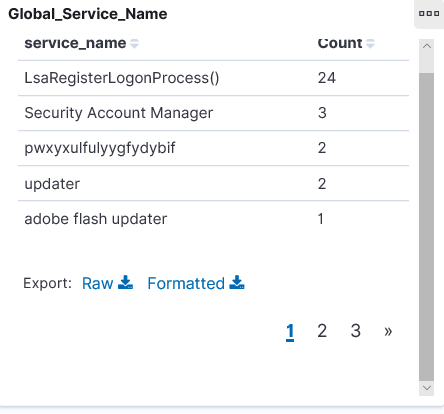 Global_Service_Name
service_name Count
LsaRegisterLogonProcess() 24
Security Account Manager 3
pwxyxulfulyygfydybif 2
updater 2
adobe flash updater 1
Export: Raw Formatted
1 2 3 »